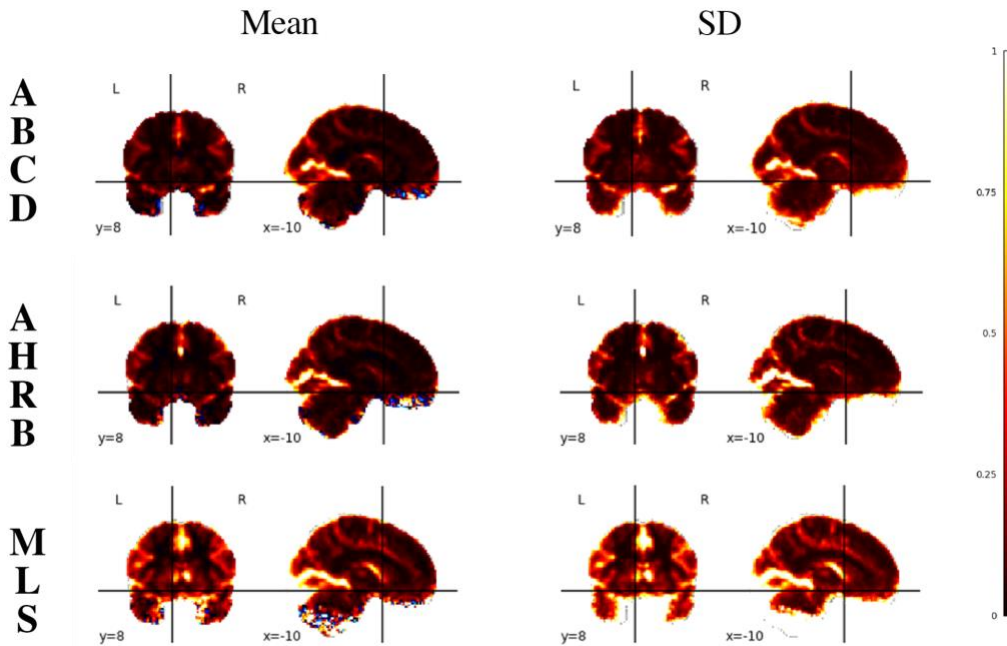 Mean SD
1
A
B
C
D
L R L R
0.75
y=8 x=-10 y=8 x=-10
A
H
R
B
L R L R
0.5
y=8 x=-10 y=8 x=-10
0.25
M
L
S
L R L R
y=8 x=-10 y=8 x=-10
0